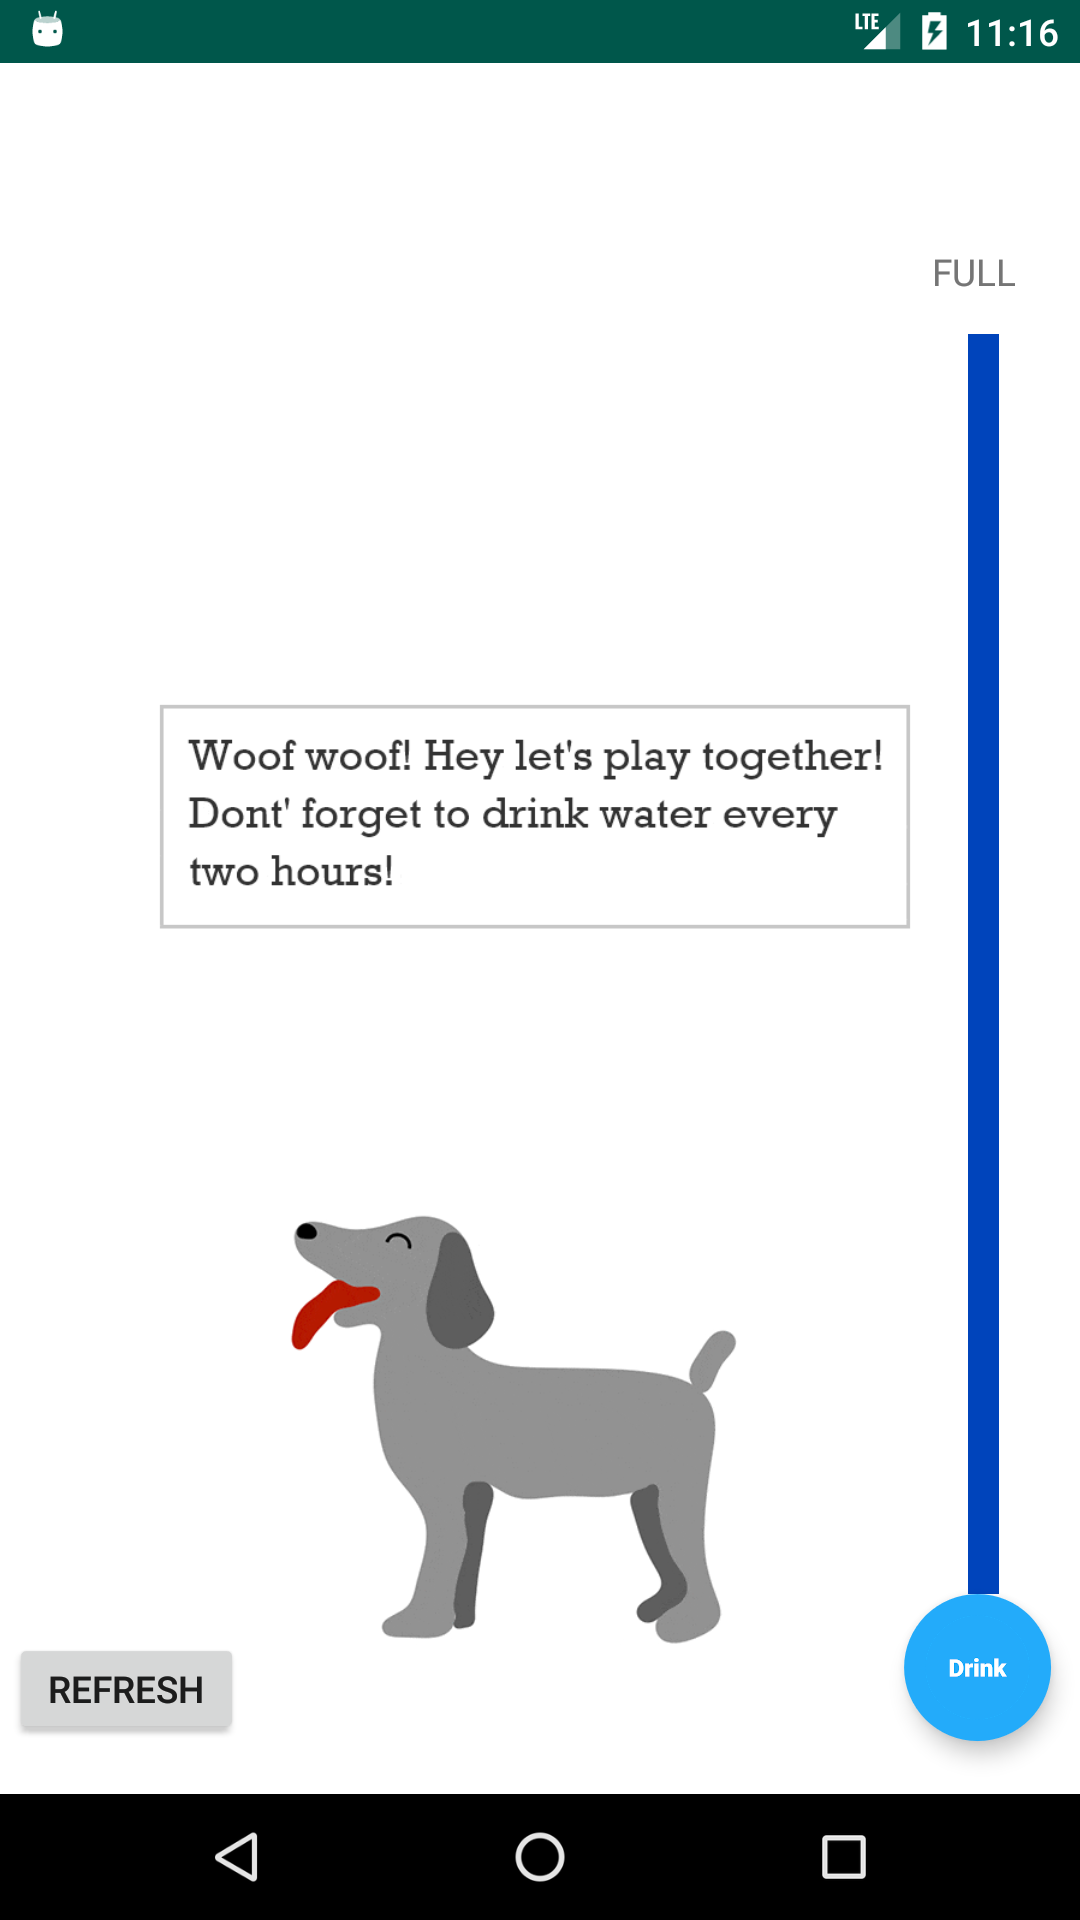 LTE 11:16
FULL
Woof woof! Hey let's play together!
Dont' forget to drink water every
two hours!
Drink
REFRESH